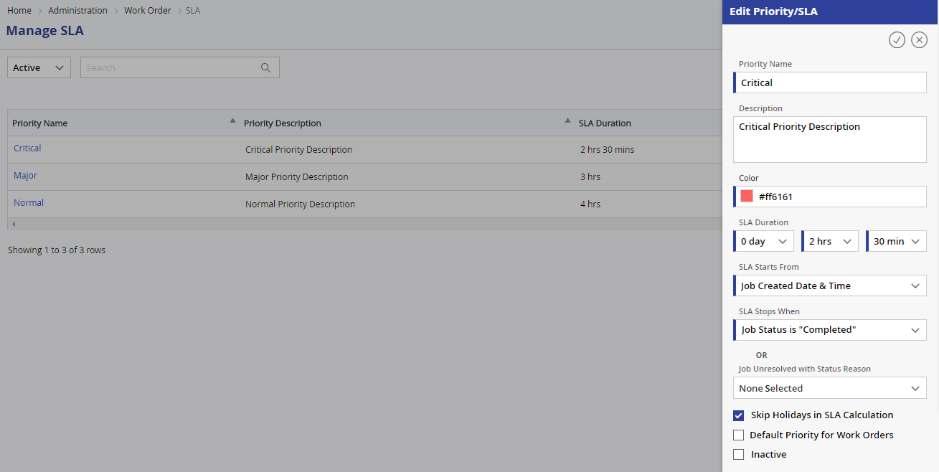 Home > Administration > Work Order > SLA
Manage SLA
Active
Search
Priority Name Priority Description SLA Duration
Critical Critical Priority Description 2 hrs 30 mins
Major Major Priority Description 3 hrs
Normal Normal Priority Description 4 hrs
Showing 1 to 3 of 3 rows
Edit Priority/SLA
Priority Name
Critical
Description
Critical Priority Description
Color
#ff6161
SLA Duration
0 day 2 hrs 30 min
SLA Starts From
Job Created Date & Time
SLA Stops When
Job Status is "Completed"
OR
Job Unresolved with Status Reason
None Selected
Skip Holidays in SLA Calculation
Default Priority for Work Orders
Inactive